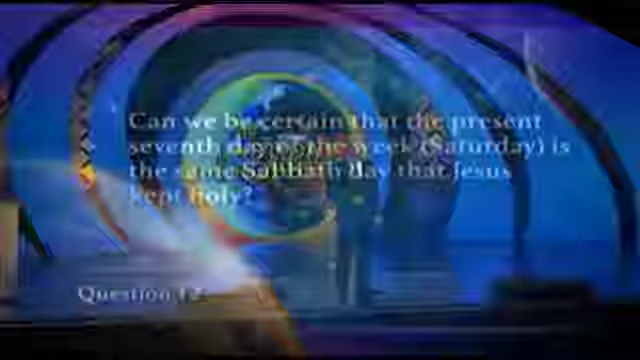 Can we be certain that the present
seventh day of the week (Saturday) is
the same Sabbath day that Jesus
kept holy?
Question